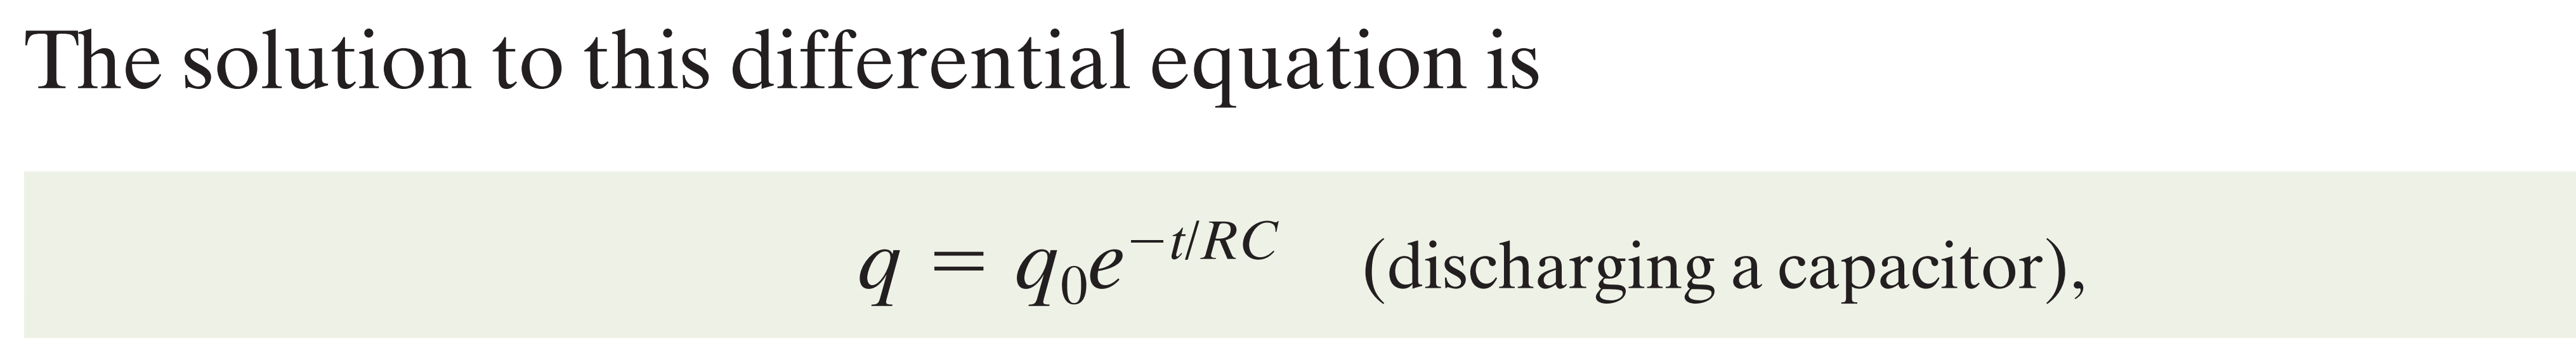 The solution to this differential equation is
q = q₀e^{−t/RC} (discharging a capacitor),